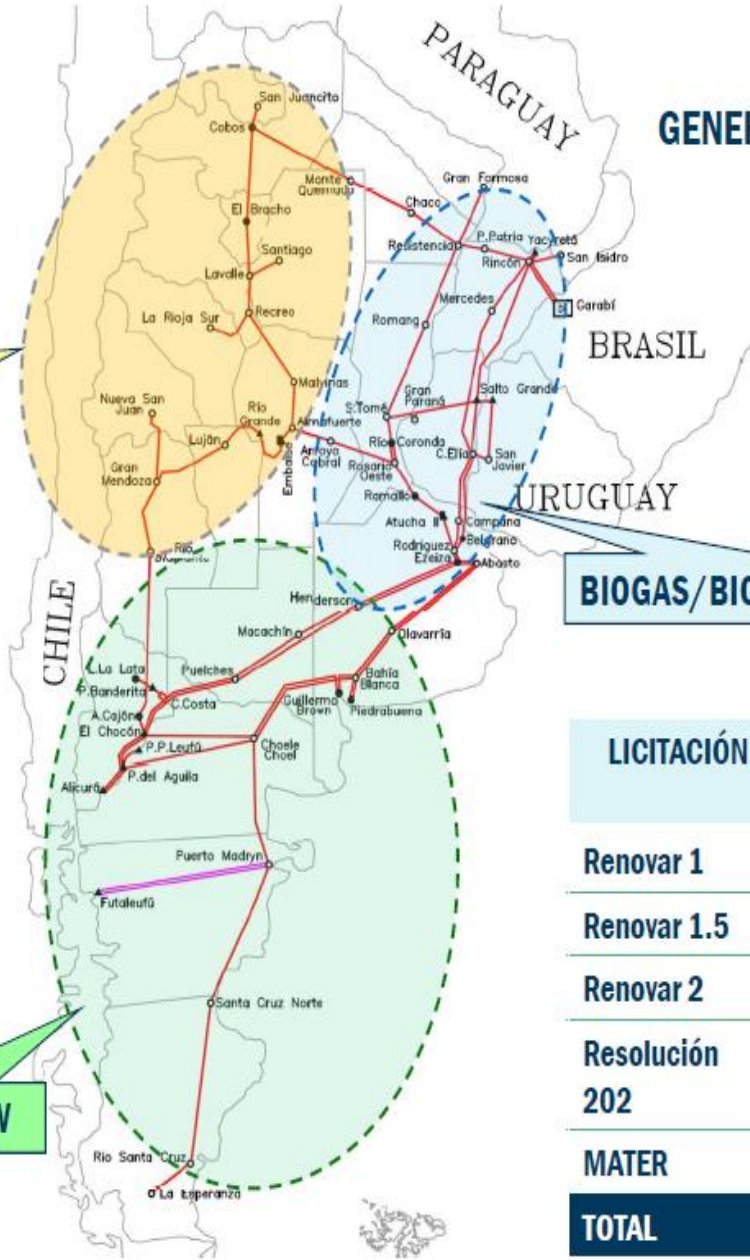 PARAGUAY
GENE
San Juancito
Cobos
Monte
Quemado
Gran Formosa
Chaco
El Bracho
Resistencia
P.Patria
Yacyretá
Rincón
San Isidro
Santiago
Lavalle
Mercedes
Garabí
La Rioja Sur
Recreo
Romang
BRASIL
Malvinas
Nueva San
Juan
Río
Grande
Almafuerte
S.Tomé
Gran
Paraná
Salto Grande
Luján
Embalse
Arroyo
Cabral
Río Coronda
Rosario
Oeste
C.Elía
San
Javier
Gran
Mendoza
Ramallo
URUGUAY
Atucha II
Campana
Belgrano
Rodriguez
Ezeiza
Abasto
Río
BIOGAS/BIO
CHILE
Henderson
Macachín
Olavarría
L.La Lata
Puelches
P.Banderita
Bahía
Blanca
C.Costa
Guillermo
Brown
Piedrabuena
A.Cajón
El Chocón
P.P.Leufú
Choele
Choel
P.del Aguila
Alicurá
LICITACIÓN
Puerto Madryn
Futaleufú
Renovar 1
Renovar 1.5
Renovar 2
Santa Cruz Norte
Resolución
202
Rio Santa Cruz
MATER
La Esperanza
TOTAL